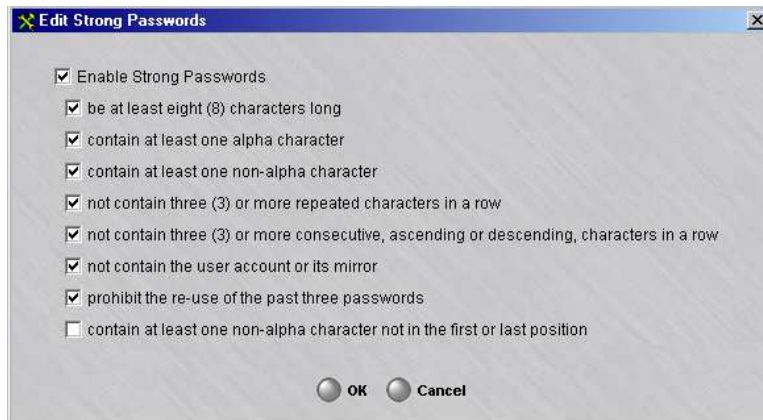 Edit Strong Passwords
Enable Strong Passwords
be at least eight (8) characters long
contain at least one alpha character
contain at least one non-alpha character
not contain three (3) or more repeated characters in a row
not contain three (3) or more consecutive, ascending or descending, characters in a row
not contain the user account or its mirror
prohibit the re-use of the past three passwords
contain at least one non-alpha character not in the first or last position
OK Cancel